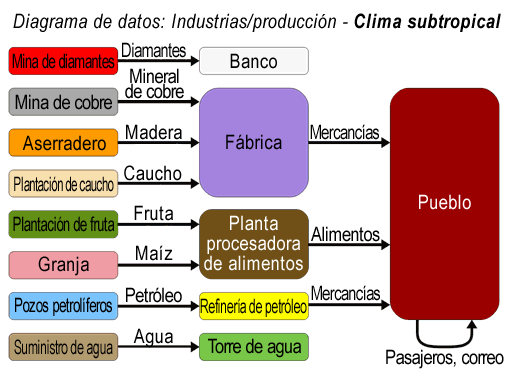 Diagrama de datos: Industrias/producción - Clima subtropical
Mina de diamantes
Diamantes
Banco
Mina de cobre
Mineral
de cobre
Aserradero
Madera
Fábrica
Mercancías
Plantación de caucho
Caucho
Pueblo
Plantación de fruta
Fruta
Planta
procesadora
de alimentos
Alimentos
Granja
Maíz
Pozos petrolíferos
Petróleo
Refinería de petróleo
Mercancías
Suministro de agua
Agua
Torre de agua
Pasajeros, correo